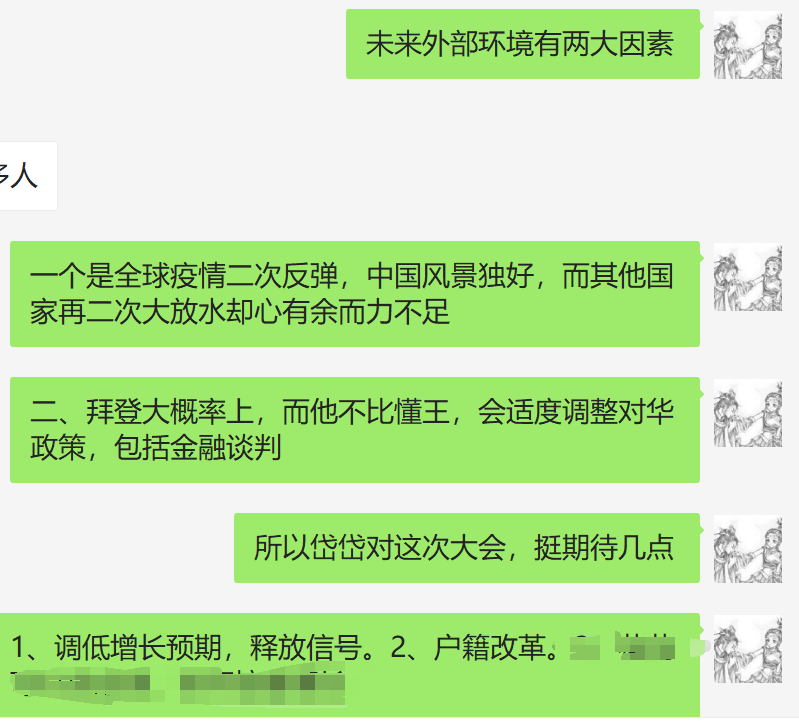 未来外部环境有两大因素
多人
一个是全球疫情二次反弹，中国风景独好，而其他国
家再二次大放水却心有余而力不足
二、拜登大概率上，而他不比懂王，会适度调整对华
政策，包括金融谈判
所以岱岱对这次大会，挺期待几点
1、调低增长预期，释放信号。2、户籍改革。